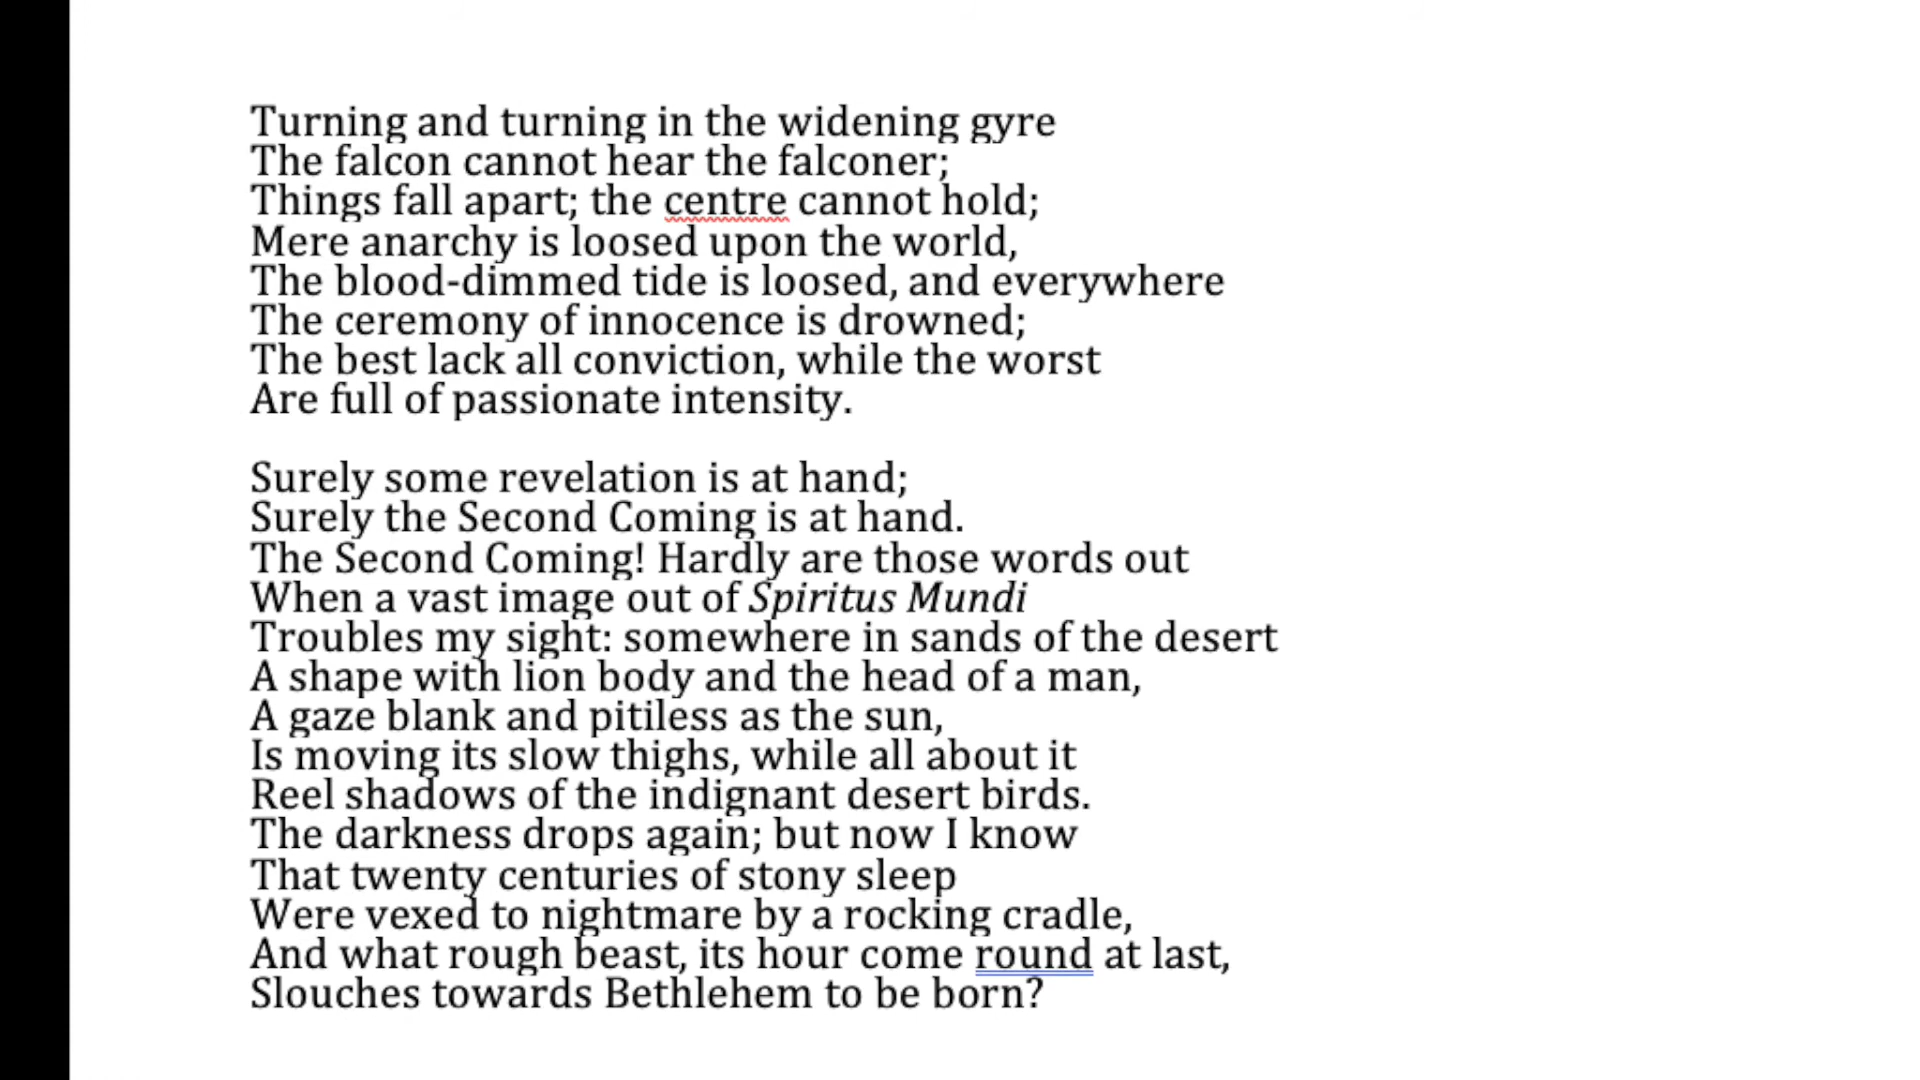 Turning and turning in the widening gyre
The falcon cannot hear the falconer;
Things fall apart; the centre cannot hold;
Mere anarchy is loosed upon the world,
The blood-dimmed tide is loosed, and everywhere
The ceremony of innocence is drowned;
The best lack all conviction, while the worst
Are full of passionate intensity.

Surely some revelation is at hand;
Surely the Second Coming is at hand.
The Second Coming! Hardly are those words out
When a vast image out of Spiritus Mundi
Troubles my sight: somewhere in sands of the desert
A shape with lion body and the head of a man,
A gaze blank and pitiless as the sun,
Is moving its slow thighs, while all about it
Reel shadows of the indignant desert birds.
The darkness drops again; but now I know
That twenty centuries of stony sleep
Were vexed to nightmare by a rocking cradle,
And what rough beast, its hour come round at last,
Slouches towards Bethlehem to be born?